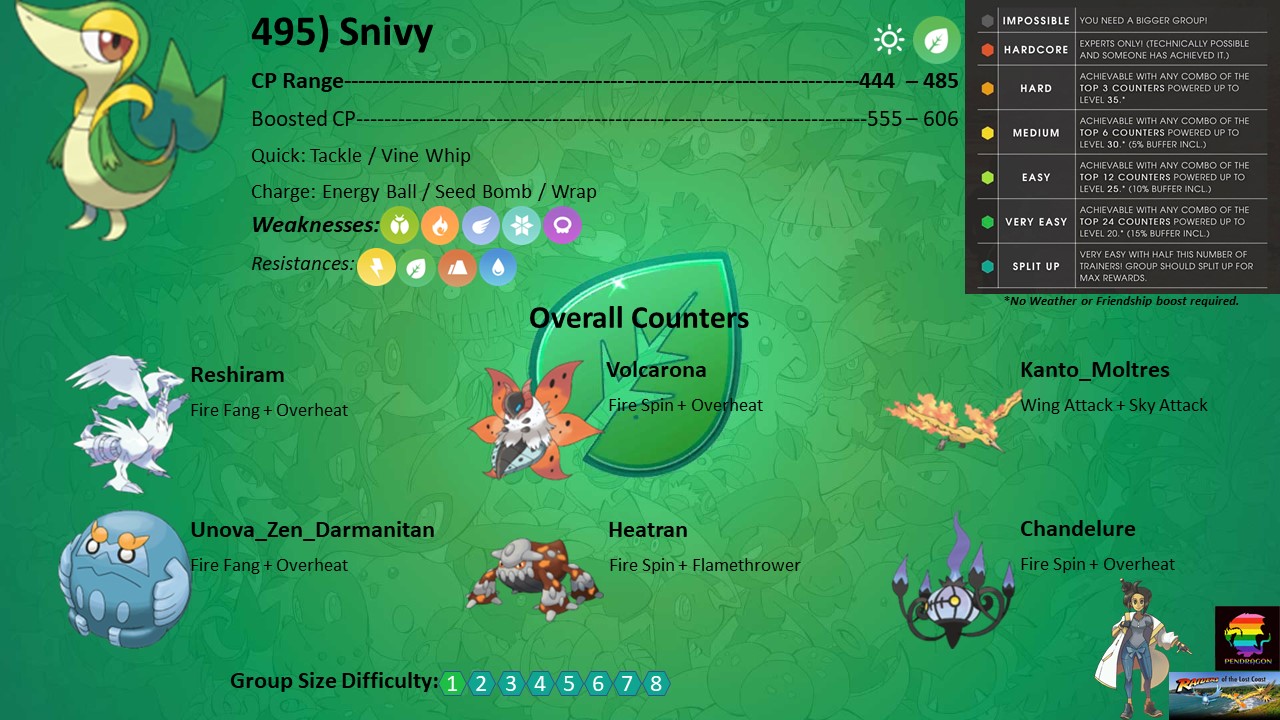 495) Snivy
CP Range------------------------------------------------------------------------444 – 485
Boosted CP------------------------------------------------------------------------555 – 606
Quick: Tackle / Vine Whip
Charge: Energy Ball / Seed Bomb / Wrap
Weaknesses:
Resistances:
IMPOSSIBLE YOU NEED A BIGGER GROUP!
HARDCORE EXPERTS ONLY! (TECHNICALLY POSSIBLE
AND SOMEONE HAS ACHIEVED IT.)
HARD ACHIEVABLE WITH ANY COMBO OF THE
TOP 3 COUNTERS POWERED UP TO
LEVEL 35.*
MEDIUM ACHIEVABLE WITH ANY COMBO OF THE
TOP 6 COUNTERS POWERED UP TO
LEVEL 30.* (5% BUFFER INCL.)
EASY ACHIEVABLE WITH ANY COMBO OF THE
TOP 12 COUNTERS POWERED UP TO
LEVEL 25.* (10% BUFFER INCL.)
VERY EASY ACHIEVABLE WITH ANY COMBO OF THE
TOP 24 COUNTERS POWERED UP TO
LEVEL 20.* (15% BUFFER INCL.)
SPLIT UP VERY EASY WITH HALF THIS NUMBER OF
TRAINERS! GROUP SHOULD SPLIT UP FOR
MAX REWARDS.
*No Weather or Friendship boost required.
Overall Counters
Reshiram
Fire Fang + Overheat
Volcarona
Fire Spin + Overheat
Kanto_Moltres
Wing Attack + Sky Attack
Unova_Zen_Darmanitan
Fire Fang + Overheat
Heatran
Fire Spin + Flamethrower
Chandelure
Fire Spin + Overheat
Group Size Difficulty: 1 2 3 4 5 6 7 8
PENDRAGON
RAIDERS of the Lost Coast